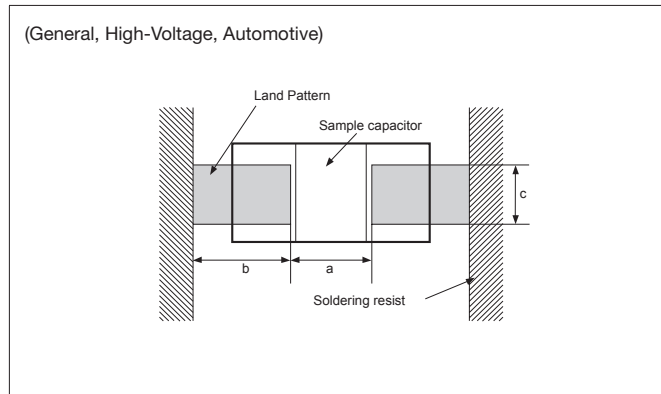 (General, High-Voltage, Automotive)
Land Pattern
Sample capacitor
c
b
a
Soldering resist